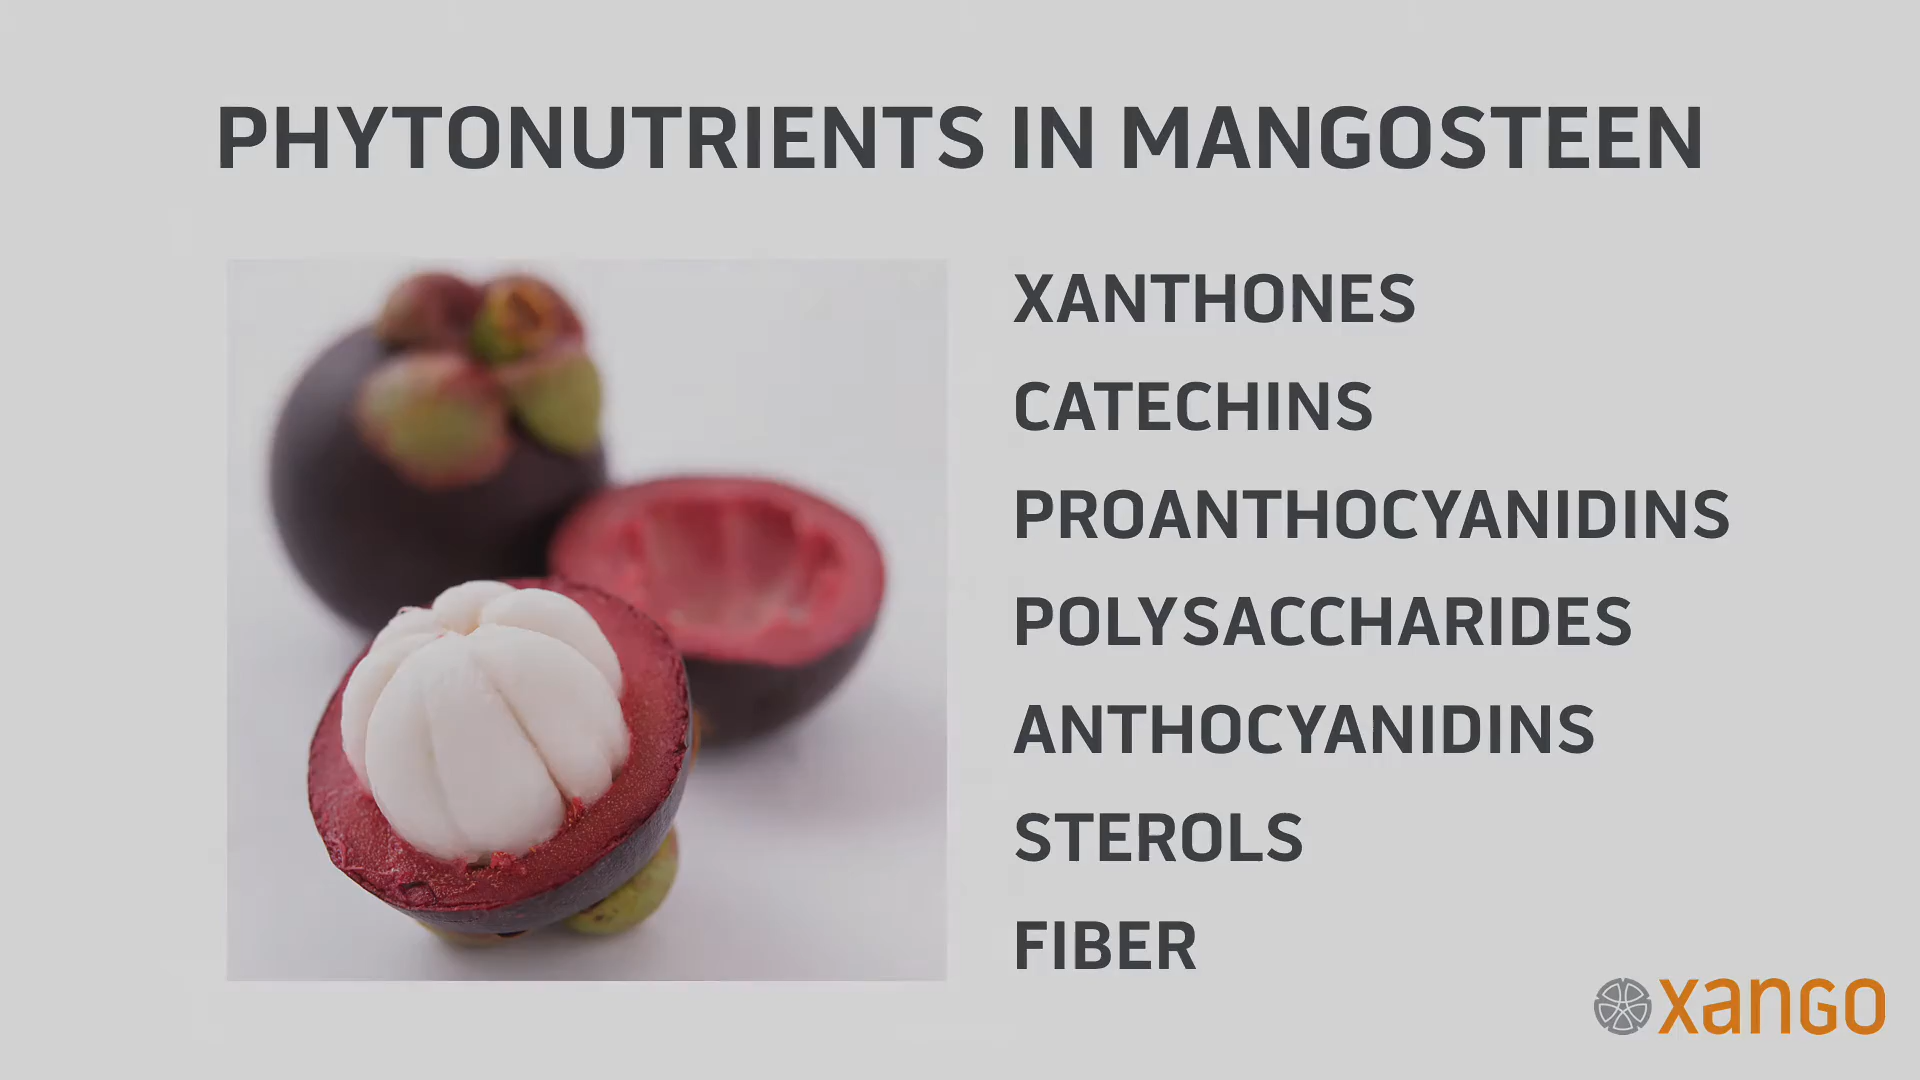 PHYTONUTRIENTS IN MANGOSTEEN
XANTHONES
CATECHINS
PROANTHOCYANIDINS
POLYSACCHARIDES
ANTHOCYANIDINS
STEROLS
FIBER
xango